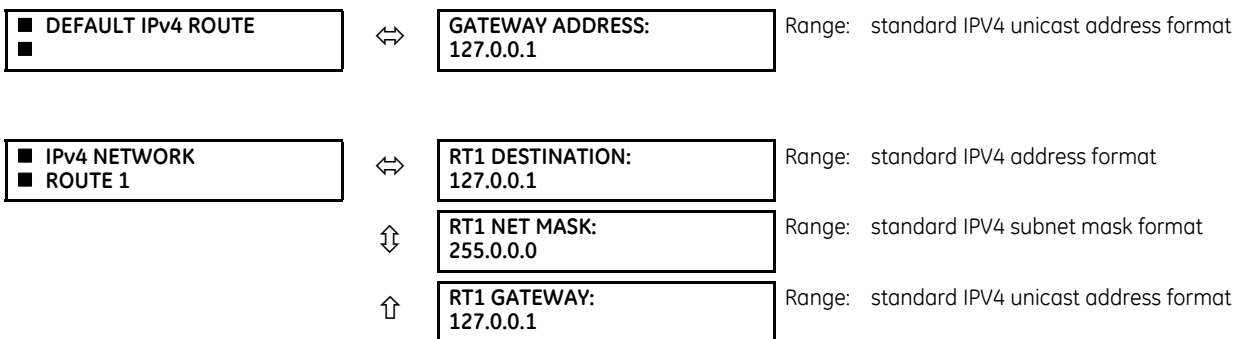 ■ DEFAULT IPv4 ROUTE
■
GATEWAY ADDRESS:
127.0.0.1
Range: standard IPV4 unicast address format
■ IPv4 NETWORK
■ ROUTE 1
RT1 DESTINATION:
127.0.0.1
Range: standard IPV4 address format
RT1 NET MASK:
255.0.0.0
Range: standard IPV4 subnet mask format
RT1 GATEWAY:
127.0.0.1
Range: standard IPV4 unicast address format